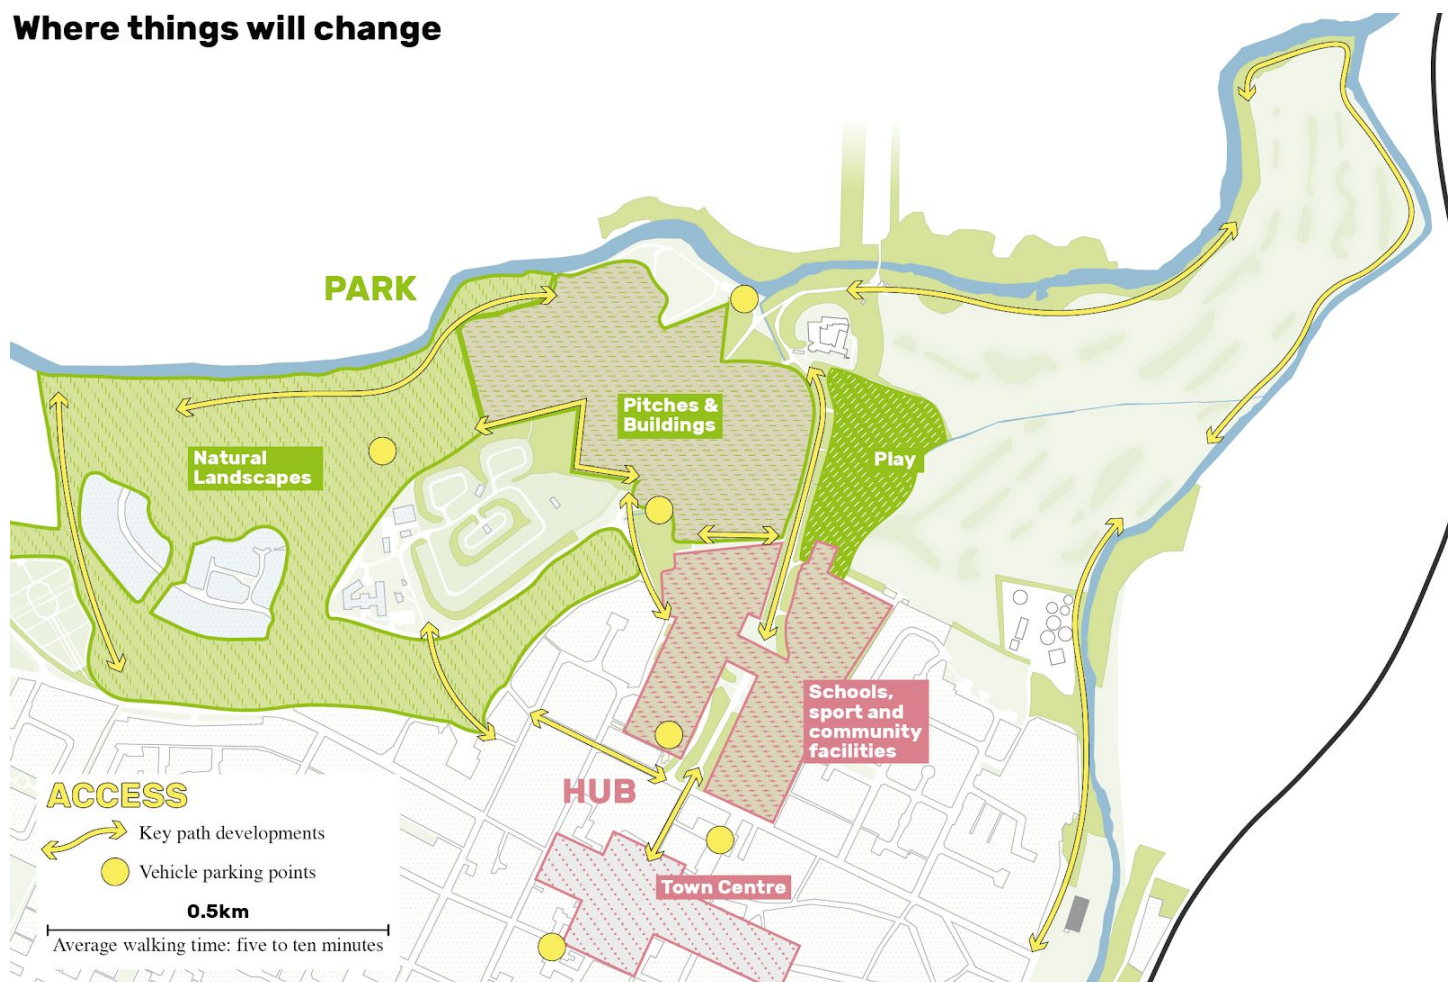 Where things will change
PARK
Pitches &
Buildings
Natural
Landscapes
Play
Schools,
sport and
community
facilities
HUB
Town Centre
ACCESS
Key path developments
Vehicle parking points
0.5km
Average walking time: five to ten minutes